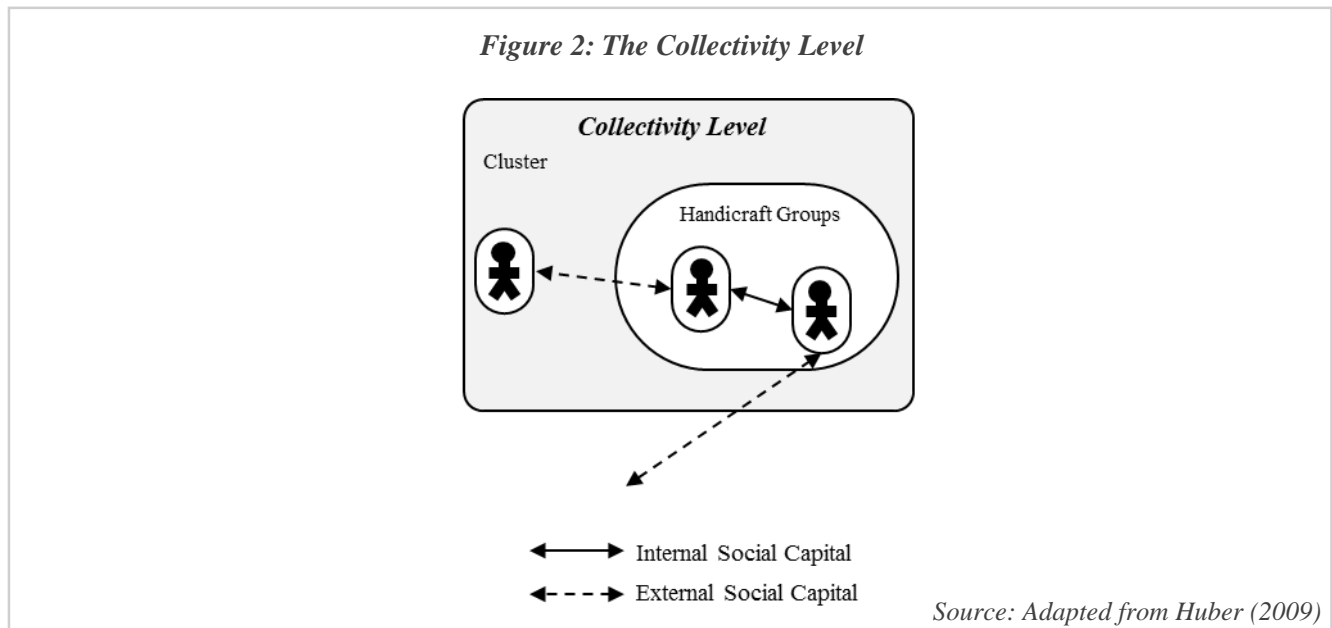 Figure 2: The Collectivity Level
Collectivity Level
Cluster
Handicraft Groups
Internal Social Capital
External Social Capital
Source: Adapted from Huber (2009)